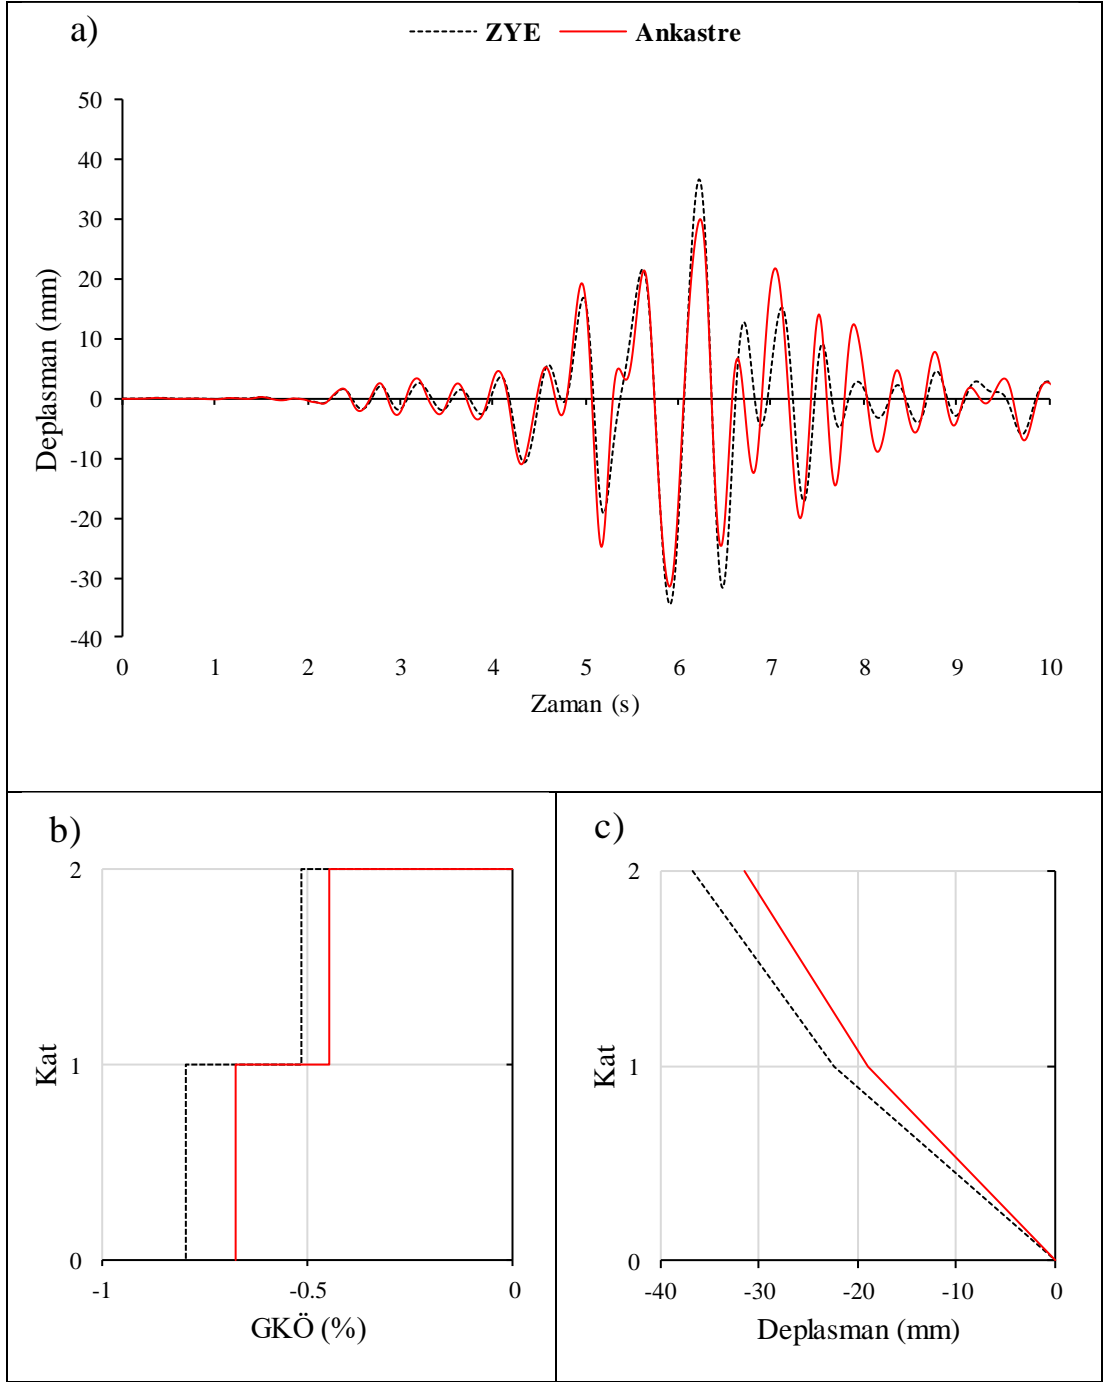 a)
ZYE Ankastre
50
40
30
20
10
0
-10
-20
-30
-40
Deplasman (mm)
0 1 2 3 4 5 6 7 8 9 10
Zaman (s)
b)
2
1
0
Kat
-1 -0.5 0
GKÖ (%)
c)
2
1
0
Kat
-40 -30 -20 -10 0
Deplasman (mm)